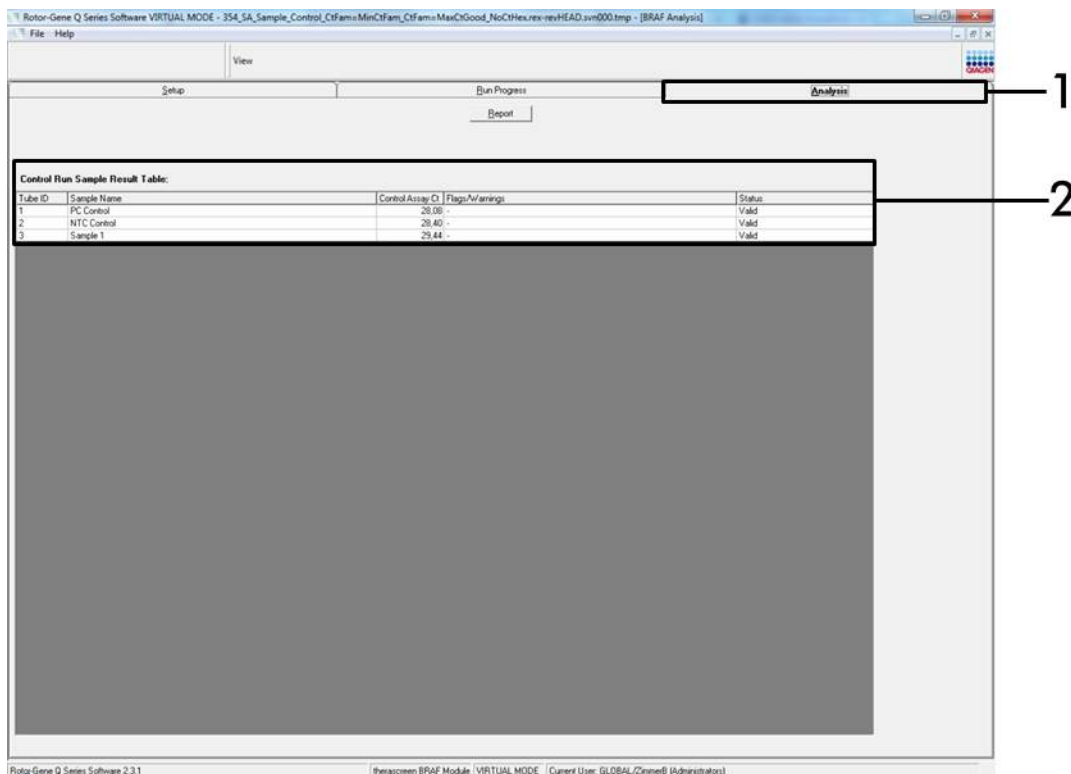 Rotor-Gene Q Series Software VIRTUAL MODE - 354_SA_Sample_Control_CtFam=MinCtFam_CtFam=MaxCtGood_NoCtHex.rex-revHEAD.svn000.tmp - [BRAF Analysis]
File Help
View
QIAGEN
Setup Run Progress Analysis
1
Report
Control Run Sample Result Table:
Tube ID Sample Name Control Assay Ct Flags/Warnings Status
1 PC Control 28,08 - Valid
2 NTC Control 28,40 - Valid
3 Sample 1 29,44 - Valid
2
Rotor-Gene Q Series Software 2.3.1 therascreen BRAF Module VIRTUAL MODE Current User: GLOBAL/ZimmerB (Administrators)